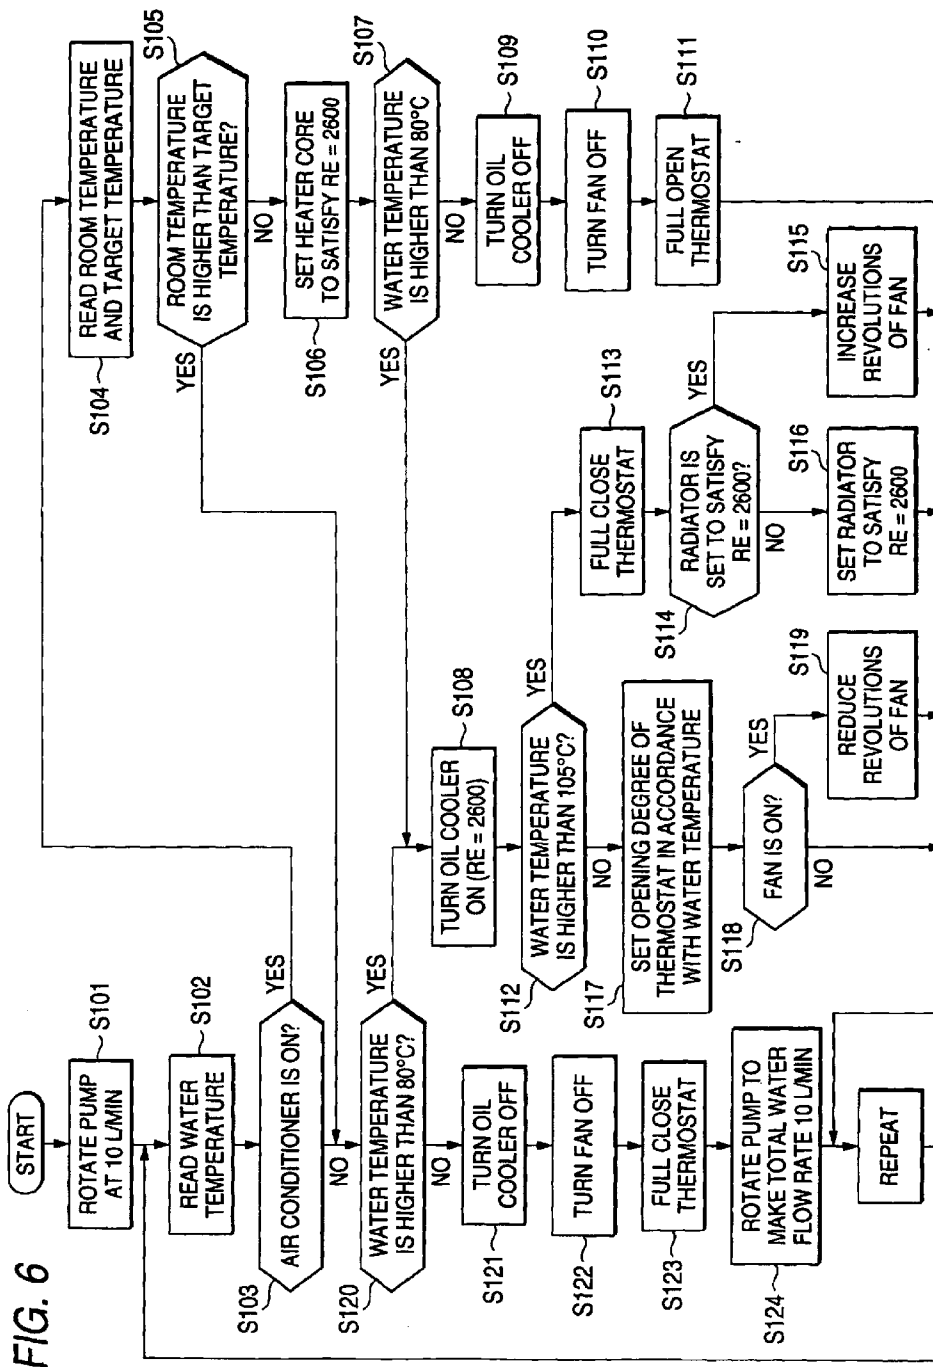 FIG. 6
START
S101
ROTATE PUMP
AT 10 L/MIN
S102
READ WATER
TEMPERATURE
S103
AIR CONDITIONER IS ON?
YES
NO
S104
READ ROOM TEMPERATURE
AND TARGET TEMPERATURE
S105
ROOM TEMPERATURE
IS HIGHER THAN TARGET
TEMPERATURE?
YES
NO
S106
SET HEATER CORE
TO SATISFY RE = 2600
S107
WATER TEMPERATURE
IS HIGHER THAN 80°C
YES
NO
S109
TURN OIL
COOLER OFF
S110
TURN FAN OFF
S111
FULL OPEN
THERMOSTAT
S120
WATER TEMPERATURE
IS HIGHER THAN 80°C?
YES
NO
S108
TURN OIL COOLER
ON (RE = 2600)
S112
WATER TEMPERATURE
IS HIGHER THAN 105°C?
YES
NO
S113
FULL CLOSE
THERMOSTAT
S114
RADIATOR IS
SET TO SATISFY
RE = 2600?
YES
NO
S115
INCREASE
REVOLUTIONS
OF FAN
S116
SET RADIATOR
TO SATISFY
RE = 2600
S117
SET OPENING DEGREE OF
THERMOSTAT IN ACCORDANCE
WITH WATER TEMPERATURE
S118
FAN IS ON?
YES
NO
S119
REDUCE
REVOLUTIONS
OF FAN
S121
TURN OIL
COOLER OFF
S122
TURN FAN OFF
S123
FULL CLOSE
THERMOSTAT
S124
ROTATE PUMP TO
MAKE TOTAL WATER
FLOW RATE 10 L/MIN
REPEAT